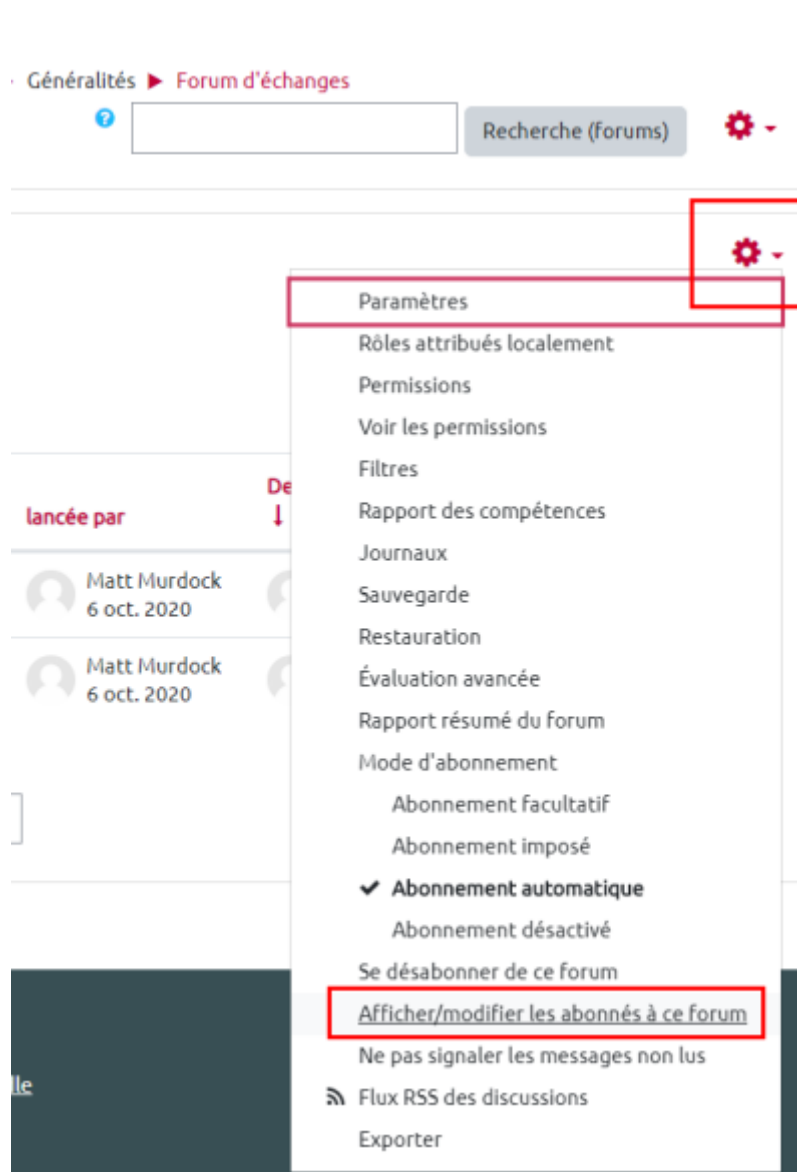 Généralités ▶ Forum d'échanges
Recherche (forums)
Paramètres
Rôles attribués localement
Permissions
Voir les permissions
Filtres
Rapport des compétences
Journaux
Sauvegarde
Restauration
Évaluation avancée
Rapport résumé du forum
Mode d'abonnement
Abonnement facultatif
Abonnement imposé
✔ Abonnement automatique
Abonnement désactivé
Se désabonner de ce forum
Afficher/modifier les abonnés à ce forum
Ne pas signaler les messages non lus
Flux RSS des discussions
Exporter
De
lancée par ↓
Matt Murdock
6 oct. 2020
Matt Murdock
6 oct. 2020
lle